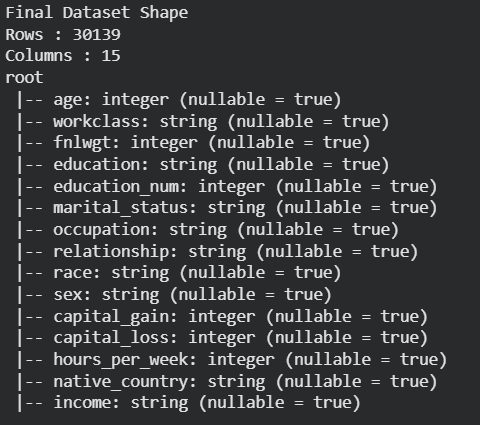 Final Dataset Shape
Rows : 30139
Columns : 15
root
 |-- age: integer (nullable = true)
 |-- workclass: string (nullable = true)
 |-- fnlwgt: integer (nullable = true)
 |-- education: string (nullable = true)
 |-- education_num: integer (nullable = true)
 |-- marital_status: string (nullable = true)
 |-- occupation: string (nullable = true)
 |-- relationship: string (nullable = true)
 |-- race: string (nullable = true)
 |-- sex: string (nullable = true)
 |-- capital_gain: integer (nullable = true)
 |-- capital_loss: integer (nullable = true)
 |-- hours_per_week: integer (nullable = true)
 |-- native_country: string (nullable = true)
 |-- income: string (nullable = true)